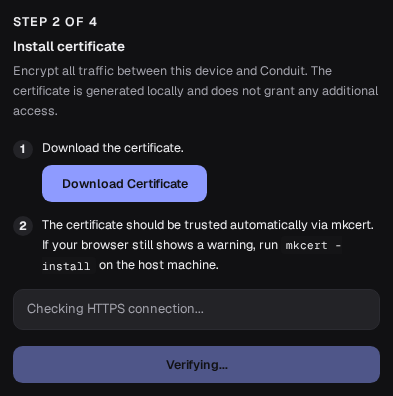 STEP 2 OF 4
Install certificate
Encrypt all traffic between this device and Conduit. The
certificate is generated locally and does not grant any additional
access.
1 Download the certificate.
Download Certificate
2 The certificate should be trusted automatically via mkcert.
If your browser still shows a warning, run mkcert -
install on the host machine.
Checking HTTPS connection...
Verifying...